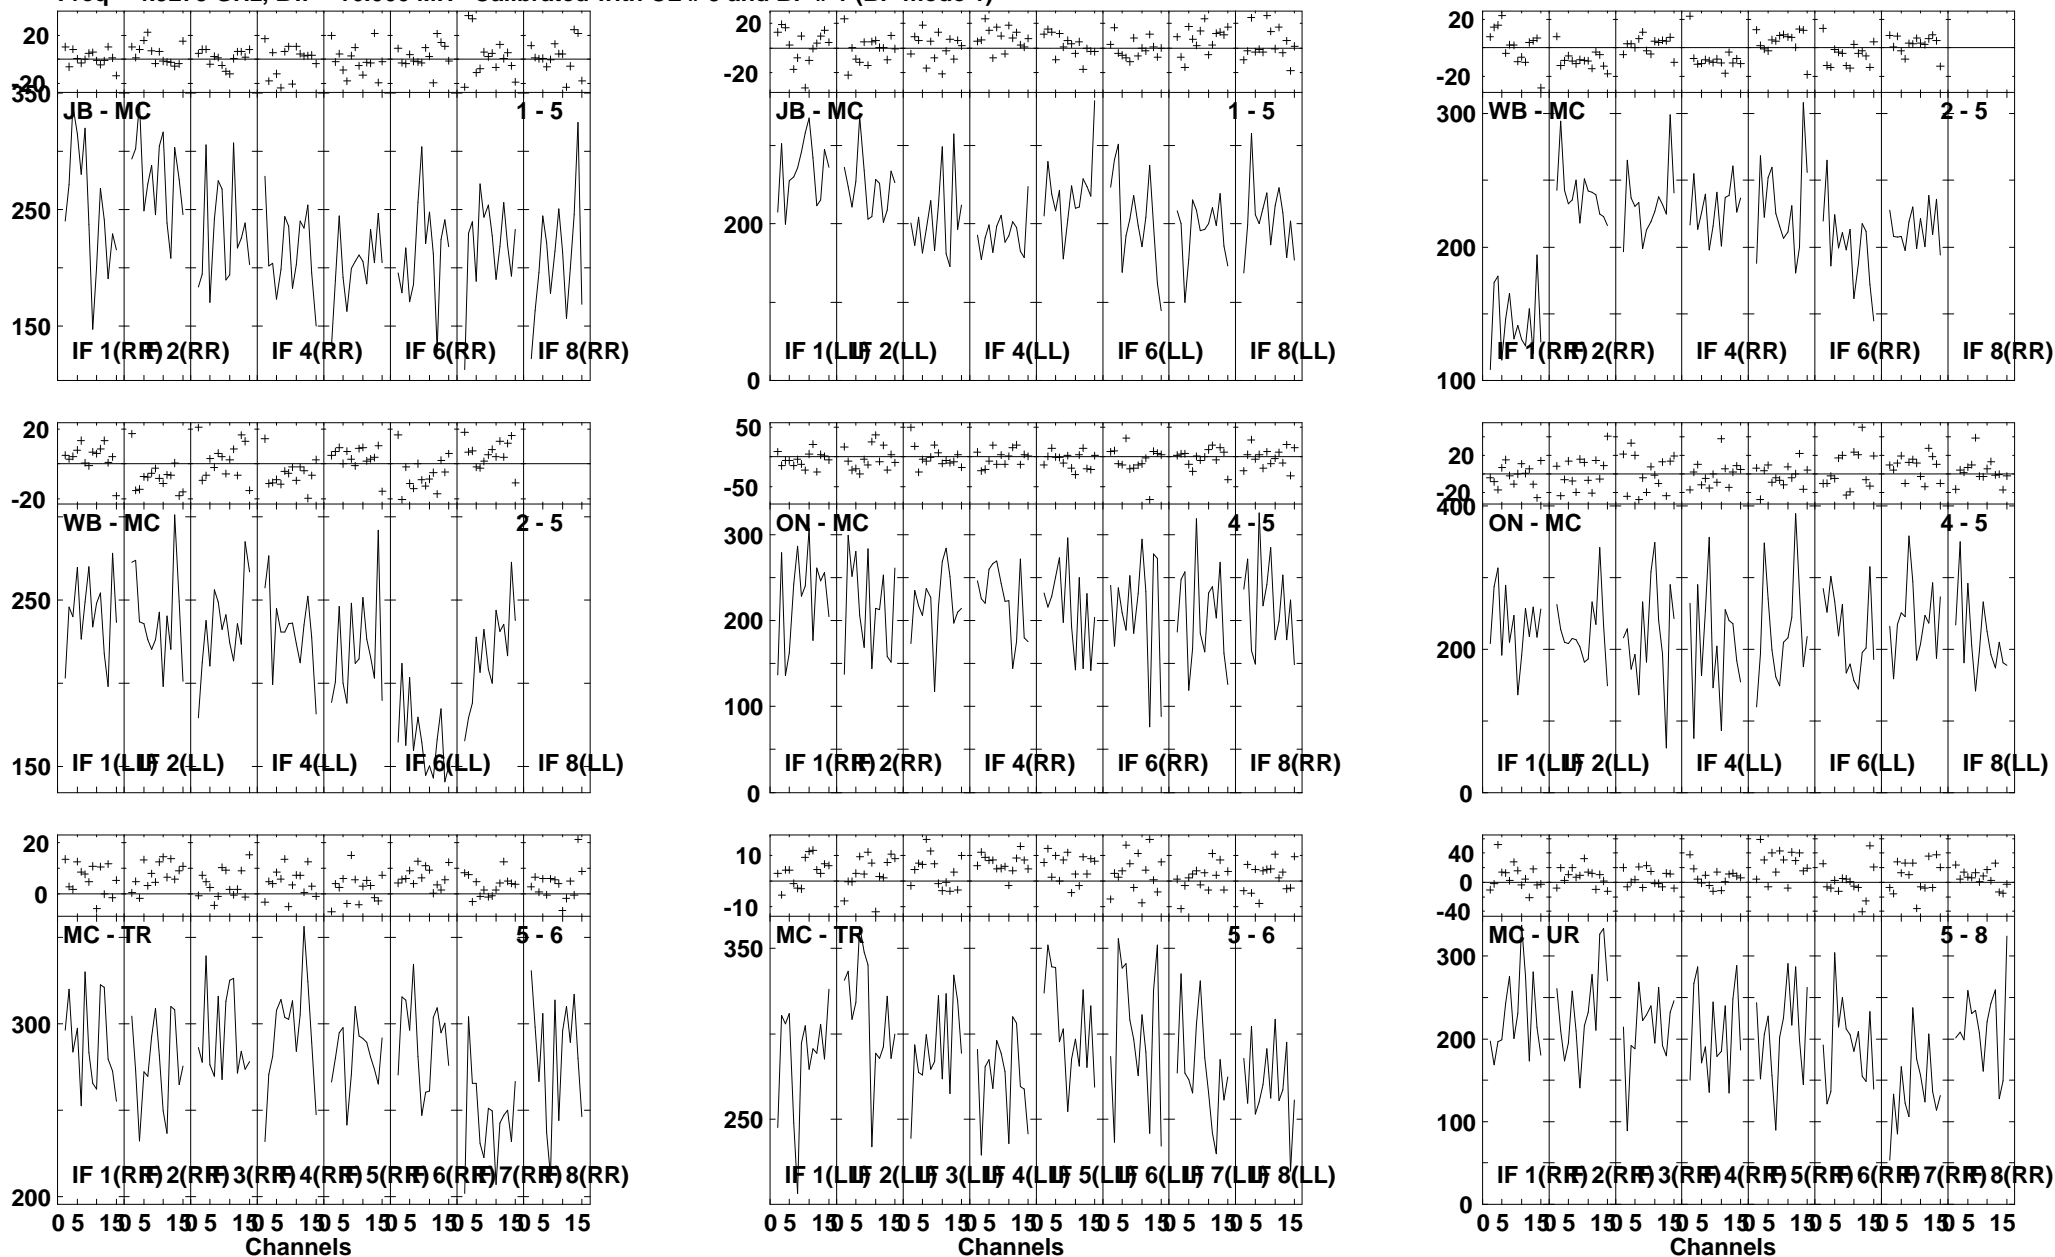 20
-20
350
JB - MC 1 - 5
250
150
IF 1(RR) IF 2(RR) IF 4(RR) IF 6(RR) IF 8(RR)
20
-20
JB - MC 1 - 5
200
0
IF 1(LL) IF 2(LL) IF 4(LL) IF 6(LL) IF 8(LL)
20
-20
300
WB - MC 2 - 5
200
100
IF 1(RR) IF 2(RR) IF 4(RR) IF 6(RR) IF 8(RR)
20
-20
WB - MC 2 - 5
250
150
IF 1(LL) IF 2(LL) IF 4(LL) IF 6(LL) IF 8(LL)
50
-50
ON - MC 4 - 5
300
200
100
0
IF 1(RR) IF 2(RR) IF 4(RR) IF 6(RR) IF 8(RR)
20
-20
400
ON - MC 4 - 5
200
0
IF 1(LL) IF 2(LL) IF 4(LL) IF 6(LL) IF 8(LL)
20
0
MC - TR 5 - 6
300
200
IF 1(RR) IF 2(RR) IF 3(RR) IF 4(RR) IF 5(RR) IF 6(RR) IF 7(RR) IF 8(RR)
0 5 15 0 5 15 0 5 15 0 5 15 0 5 15 0 5 15 0 5 15 0 5 15
Channels
10
-10
MC - TR 5 - 6
350
250
IF 1(LL) IF 2(LL) IF 3(LL) IF 4(LL) IF 5(LL) IF 6(LL) IF 7(LL) IF 8(LL)
0 5 15 0 5 15 0 5 15 0 5 15 0 5 15 0 5 15 0 5 15 0 5 15
Channels
40
0
-40
MC - UR 5 - 8
300
200
100
0
IF 1(RR) IF 2(RR) IF 3(RR) IF 4(RR) IF 5(RR) IF 6(RR) IF 7(RR) IF 8(RR)
0 5 15 0 5 15 0 5 15 0 5 15 0 5 15 0 5 15 0 5 15 0 5 15
Channels